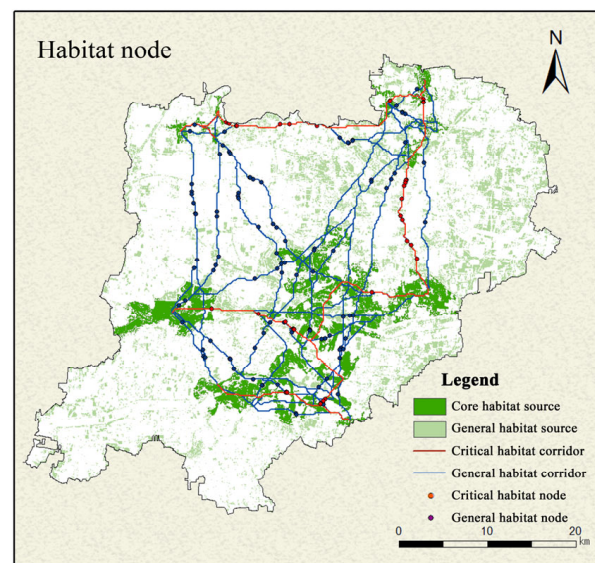 Habitat node
N
Legend
Core habitat source
General habitat source
Critical habitat corridor
General habitat corridor
Critical habitat node
General habitat node
0 10 20
km